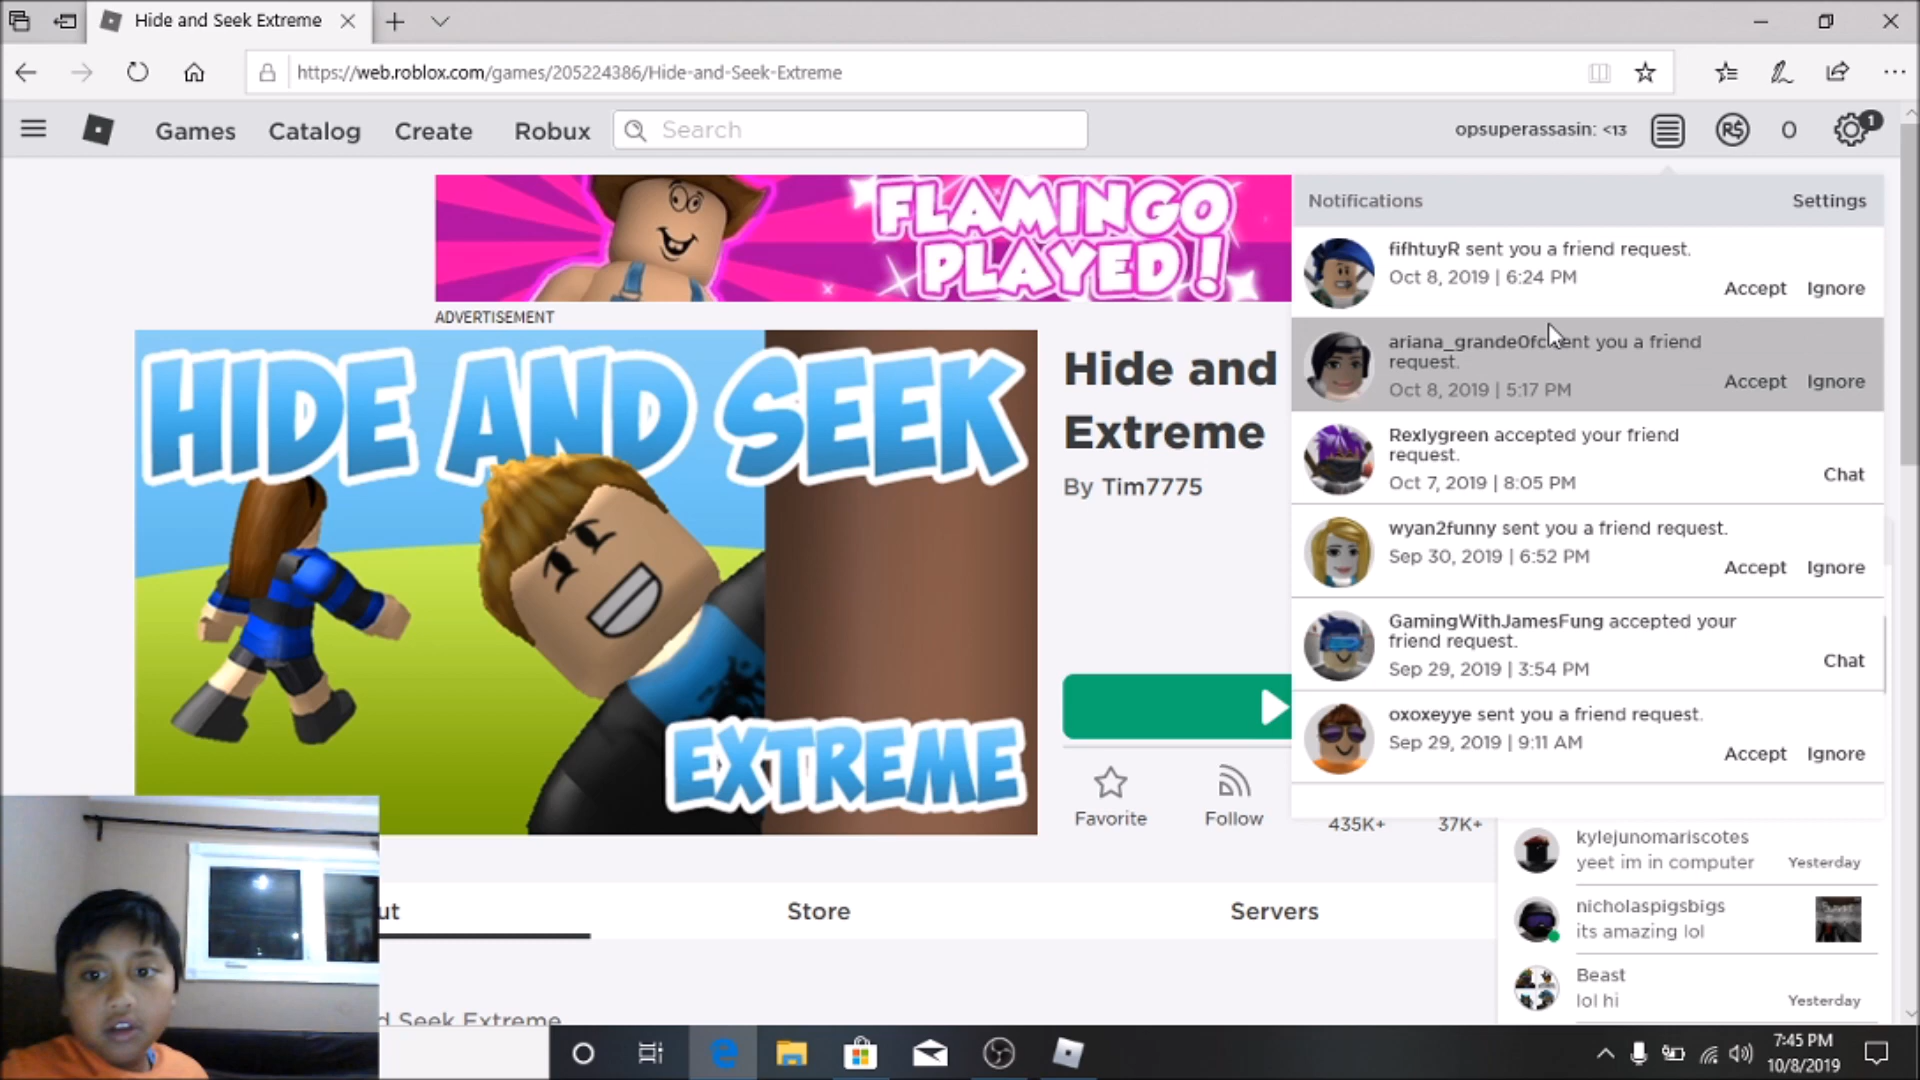 Hide and Seek Extreme
https://web.roblox.com/games/205224386/Hide-and-Seek-Extreme
Games Catalog Create Robux Search opsuperassasin: <13 R$ 0 1
FLAMINGO
PLAYED!
ADVERTISEMENT
HIDE AND SEEK
EXTREME
Hide and
Extreme
By Tim7775
Favorite Follow 435K+ 37K+
Notifications Settings
fifhtuyR sent you a friend request.
Oct 8, 2019 | 6:24 PM
Accept Ignore
ariana_grande0fc sent you a friend
request.
Oct 8, 2019 | 5:17 PM
Accept Ignore
Rexlygreen accepted your friend
request.
Oct 7, 2019 | 8:05 PM
Chat
wyan2funny sent you a friend request.
Sep 30, 2019 | 6:52 PM
Accept Ignore
GamingWithJamesFung accepted your
friend request.
Sep 29, 2019 | 3:54 PM
Chat
oxoxeyye sent you a friend request.
Sep 29, 2019 | 9:11 AM
Accept Ignore
kylejunomariscotes
yeet im in computer Yesterday
nicholaspigsbigs
its amazing lol
Beast
lol hi Yesterday
ut Store Servers
d Seek Extreme
7:45 PM
10/8/2019